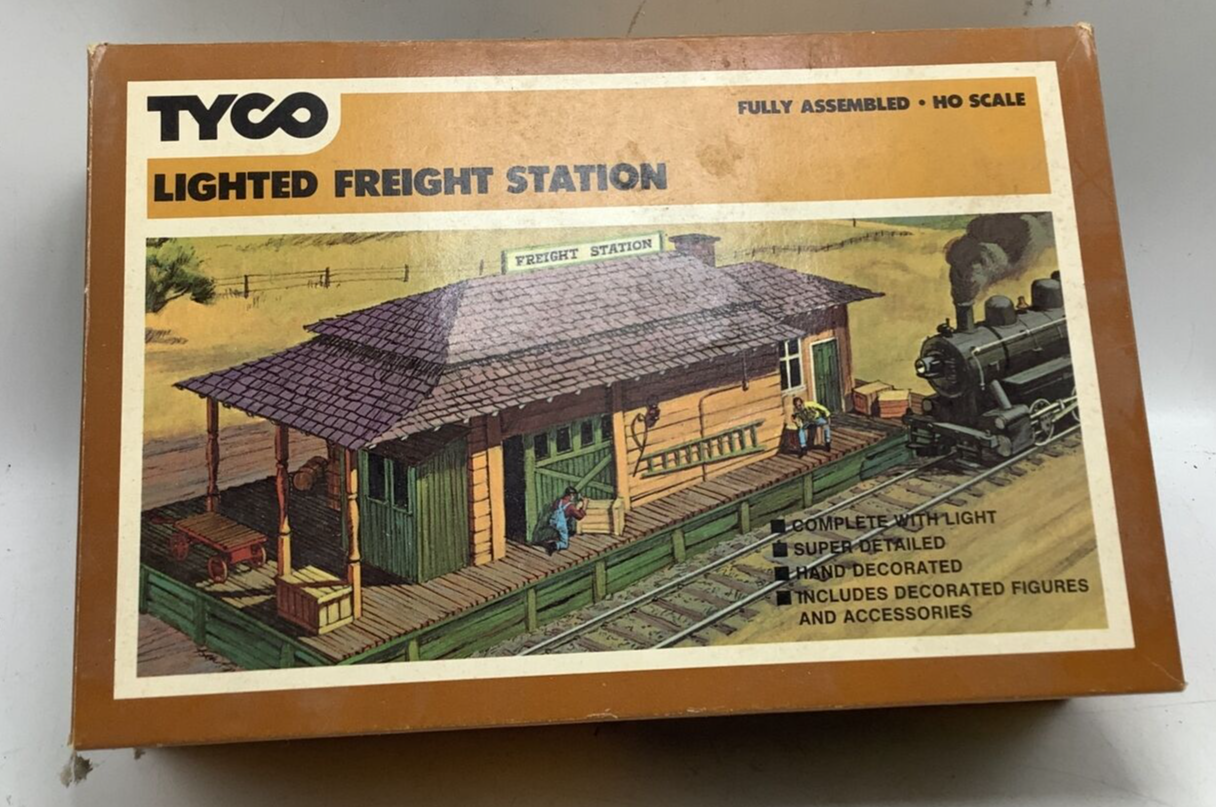 TYCO
FULLY ASSEMBLED • HO SCALE
LIGHTED FREIGHT STATION
FREIGHT STATION
■ COMPLETE WITH LIGHT
■ SUPER DETAILED
■ HAND DECORATED
■ INCLUDES DECORATED FIGURES
AND ACCESSORIES